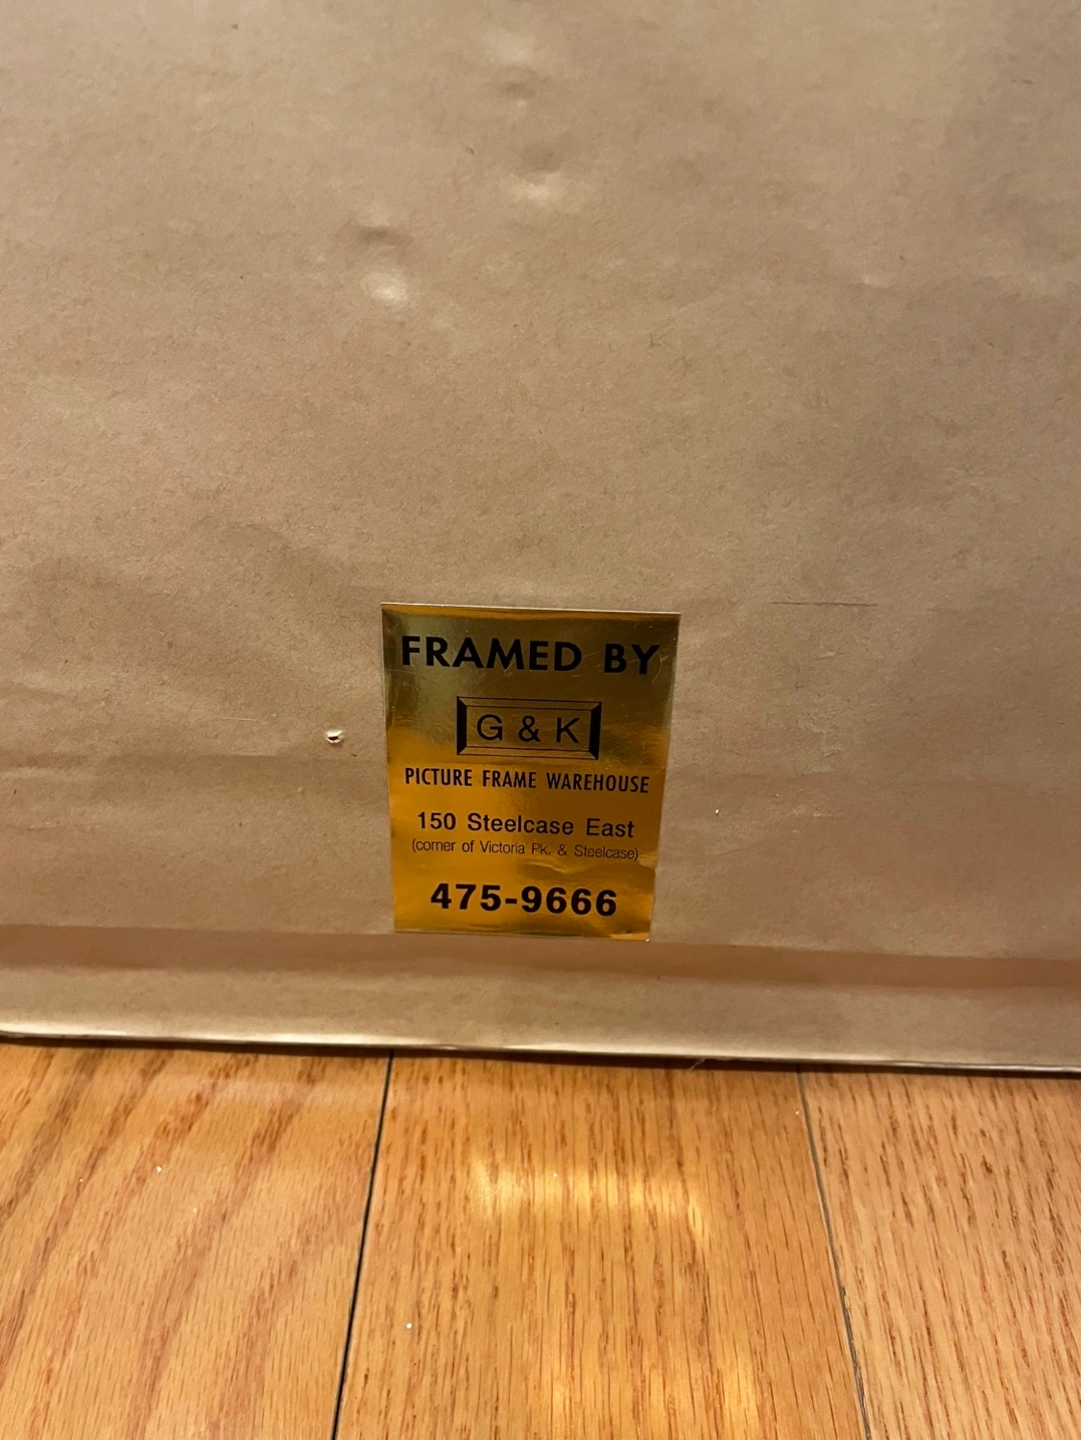 FRAMED BY
G & K
PICTURE FRAME WAREHOUSE
150 Steelcase East
(corner of Victoria Pk. & Steelcase)
475-9666